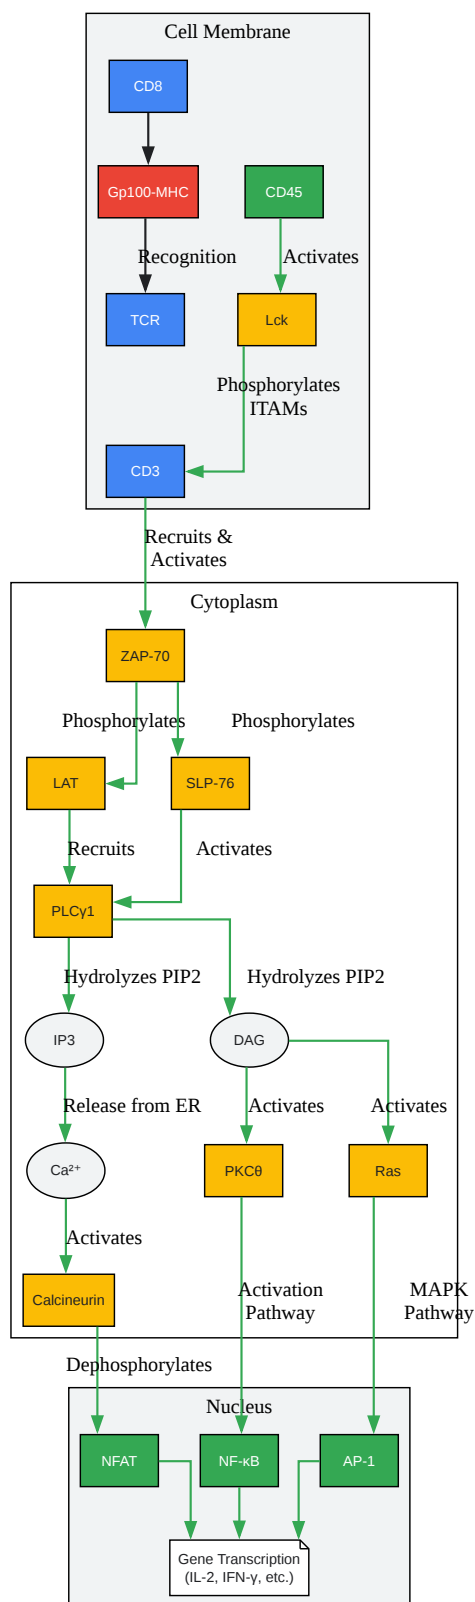 Cell Membrane
CD8
Gp100-MHC
CD45
Recognition
Activates
TCR
Lck
Phosphorylates
ITAMs
CD3
Recruits &
Activates
Cytoplasm
ZAP-70
Phosphorylates
Phosphorylates
LAT
SLP-76
Recruits
Activates
PLCγ1
Hydrolyzes PIP2
Hydrolyzes PIP2
IP3
DAG
Release from ER
Activates
Activates
Ca²⁺
PKCθ
Ras
Activates
Calcineurin
Activation
Pathway
MAPK
Pathway
Dephosphorylates
Nucleus
NFAT
NF-κB
AP-1
Gene Transcription
(IL-2, IFN-γ, etc.)